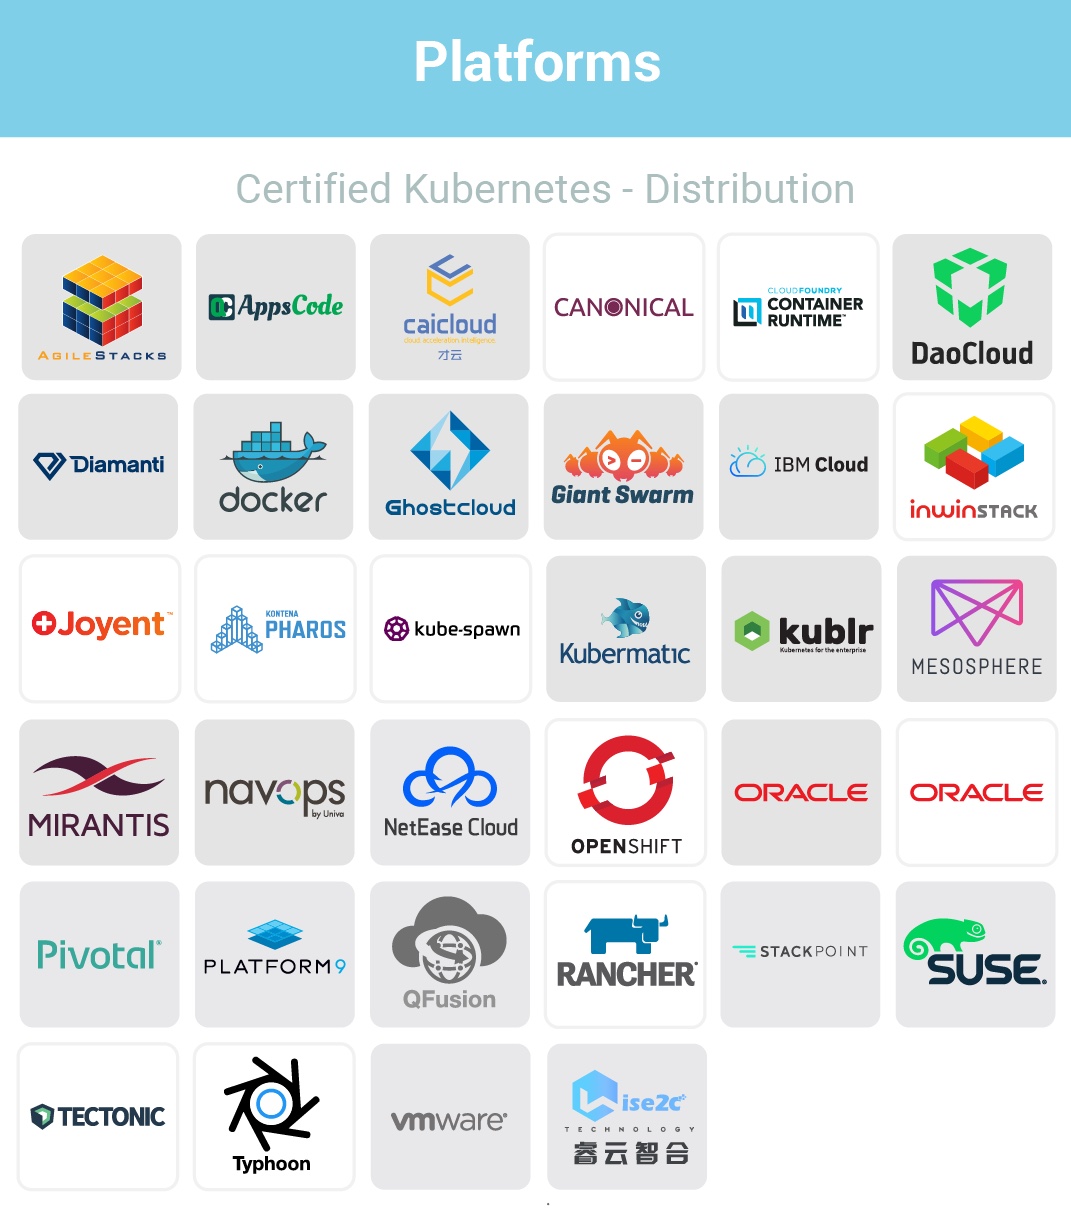 Platforms
Certified Kubernetes - Distribution
AGILESTACKS
AppsCode
caicloud
cloud acceleration intelligence
才云
CANONICAL
CLOUDFOUNDRY
CONTAINER
RUNTIME™
DaoCloud
Diamanti
docker
Ghostcloud
Giant Swarm
IBM Cloud
inwinSTACK
Joyent™
KONTENA
PHAROS
kube-spawn
Kubermatic
kublr
Kubernetes for the enterprise
MESOSPHERE
MIRANTIS
navops
by Univa
NetEase Cloud
OPENSHIFT
ORACLE
ORACLE
Pivotal®
PLATFORM9
QFusion
RANCHER®
STACKPOINT
SUSE®
TECTONIC
Typhoon
vmware®
Wise2c
TECHNOLOGY
睿云智合